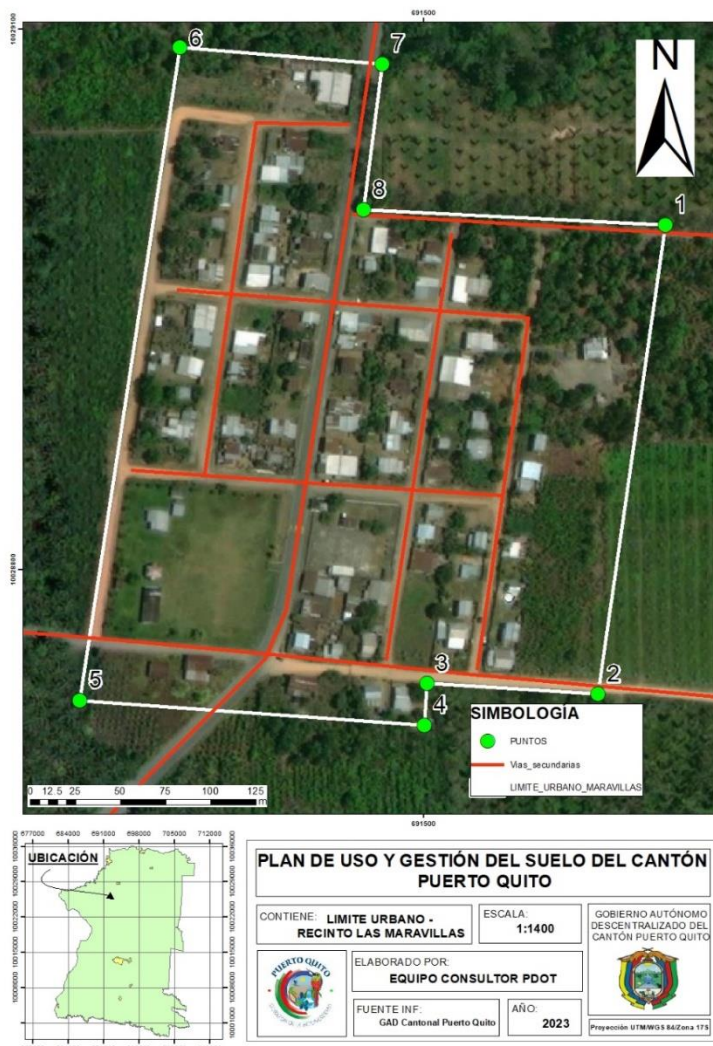 691500
10029100
6
7
N
8
1
10028800
3
2
5
4
SIMBOLOGÍA
PUNTOS
Vias_secundarias
LIMITE_URBANO_MARAVILLAS
0 12.5 25 50 75 100 125
m
691500
677000 684000 691000 698000 705000 712000
UBICACIÓN
PLAN DE USO Y GESTIÓN DEL SUELO DEL CANTÓN
PUERTO QUITO
CONTIENE: LIMITE URBANO -
RECINTO LAS MARAVILLAS
ESCALA:
1:1400
GOBIERNO AUTÓNOMO
DESCENTRALIZADO DEL
CANTÓN PUERTO QUITO
PUERTO QUITO
ELABORADO POR:
EQUIPO CONSULTOR PDOT
FUENTE INF:
GAD Cantonal Puerto Quito
AÑO:
2023
Proyección UTM/WGS 84/Zona 17S